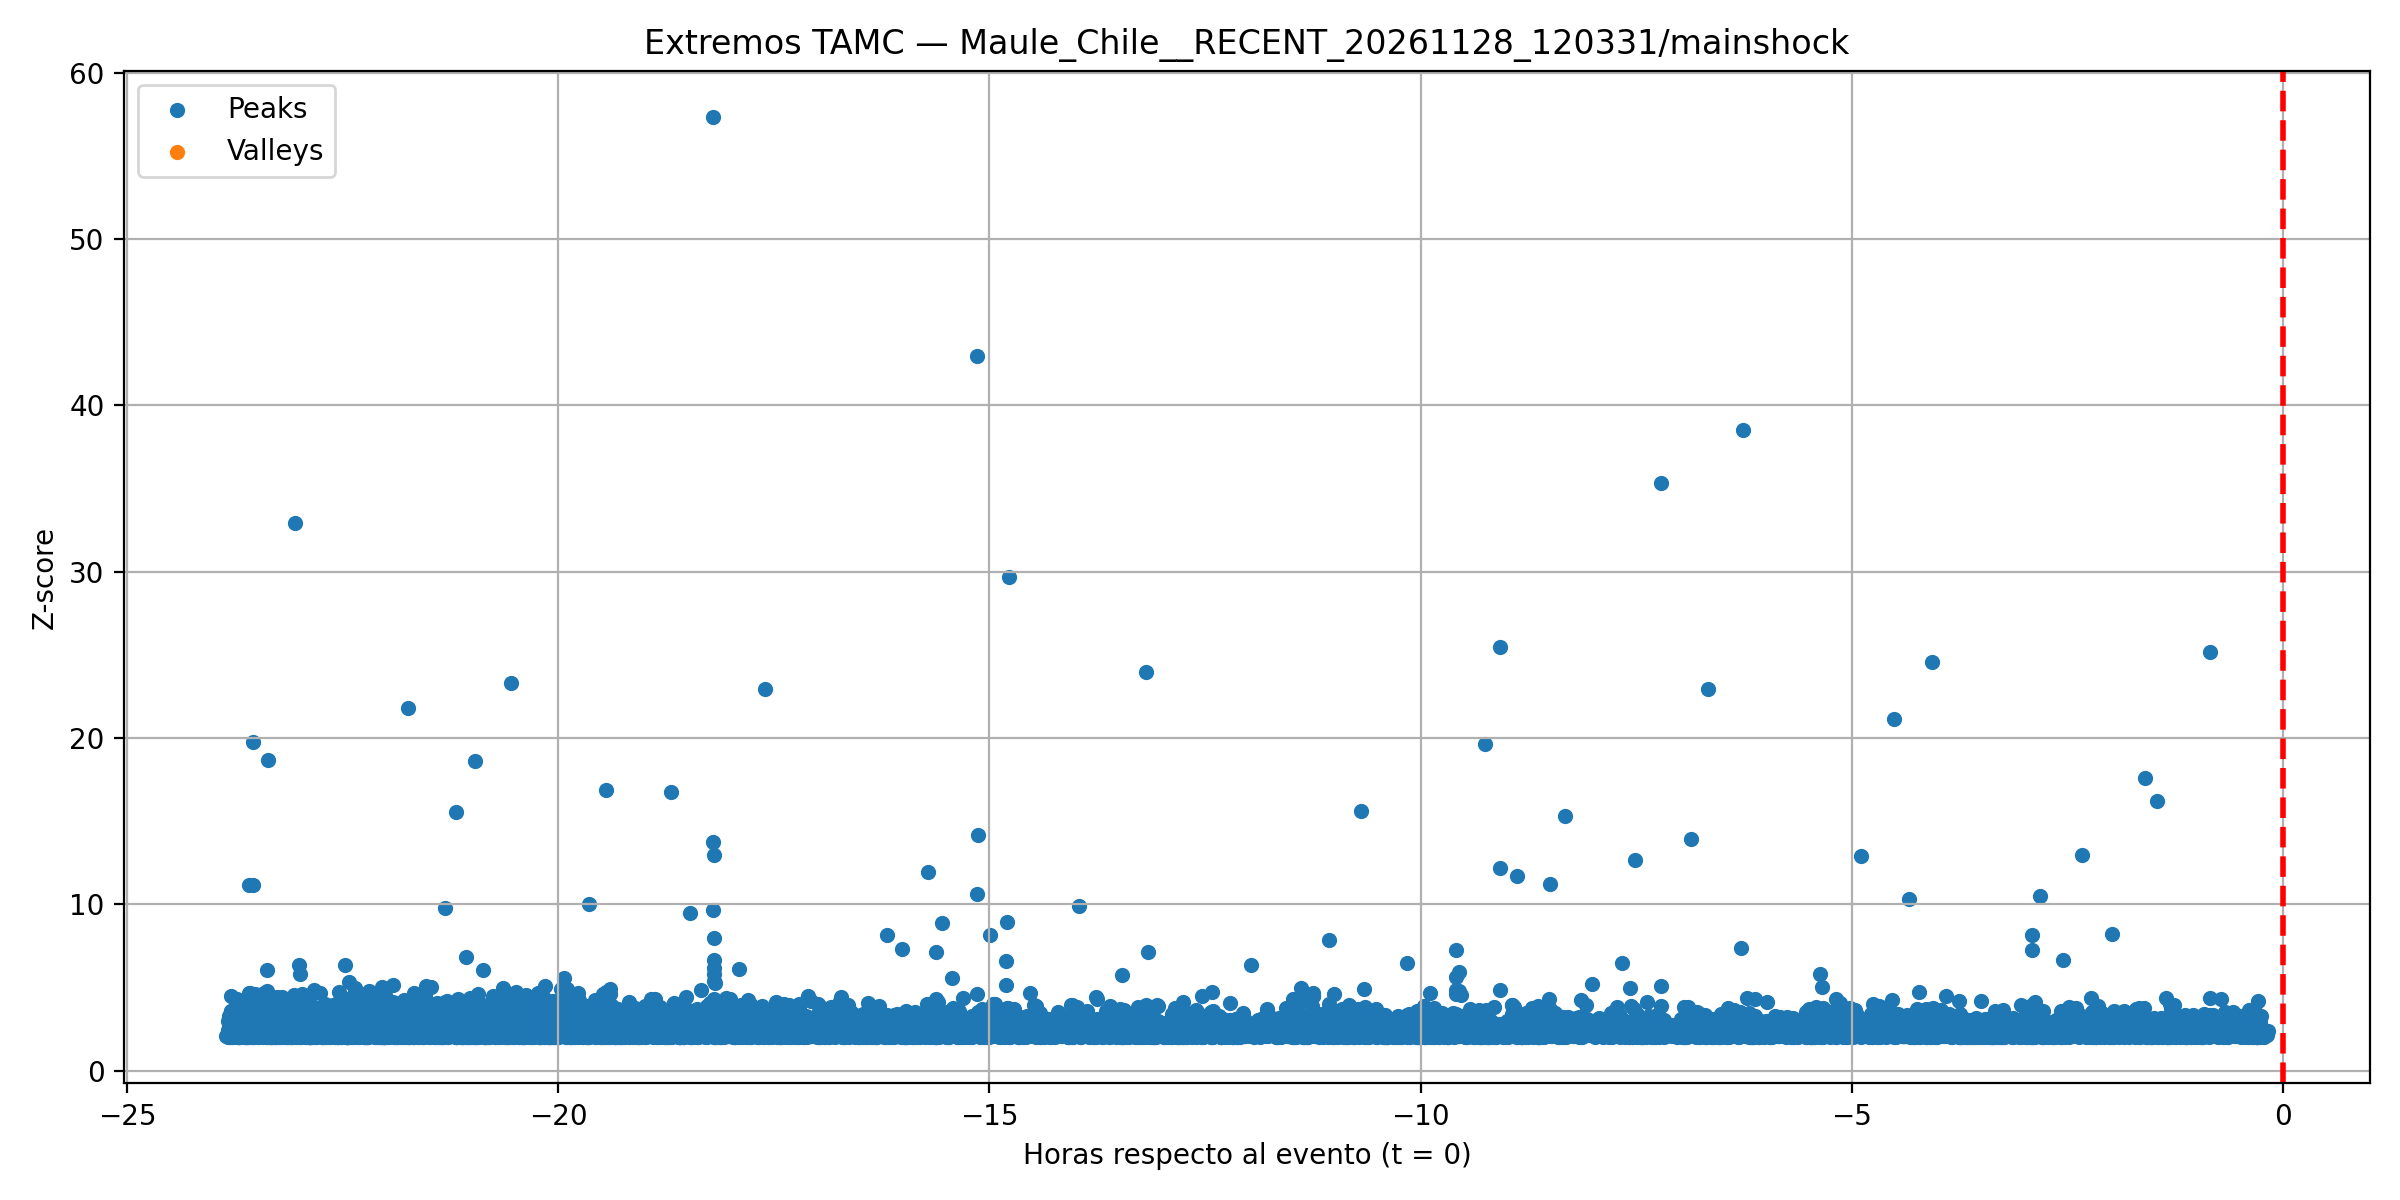 Extremos TAMC — Maule_Chile__RECENT_20261128_120331/mainshock
Peaks
Valleys
60
50
40
30
20
10
0
Z-score
−25
−20
−15
−10
−5
0
Horas respecto al evento (t = 0)